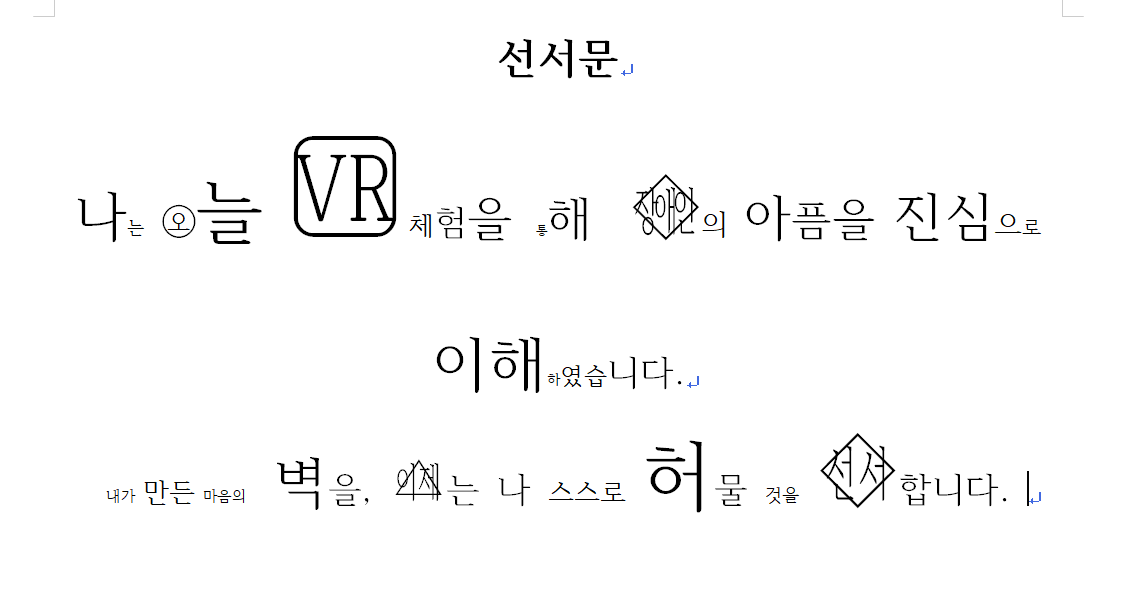 선서문
나는 오늘 VR 체험을 통해 장애인의 아픔을 진심으로
이해하였습니다.
내가 만든 마음의 벽을, 이제는 나 스스로 허물 것을 선서합니다.